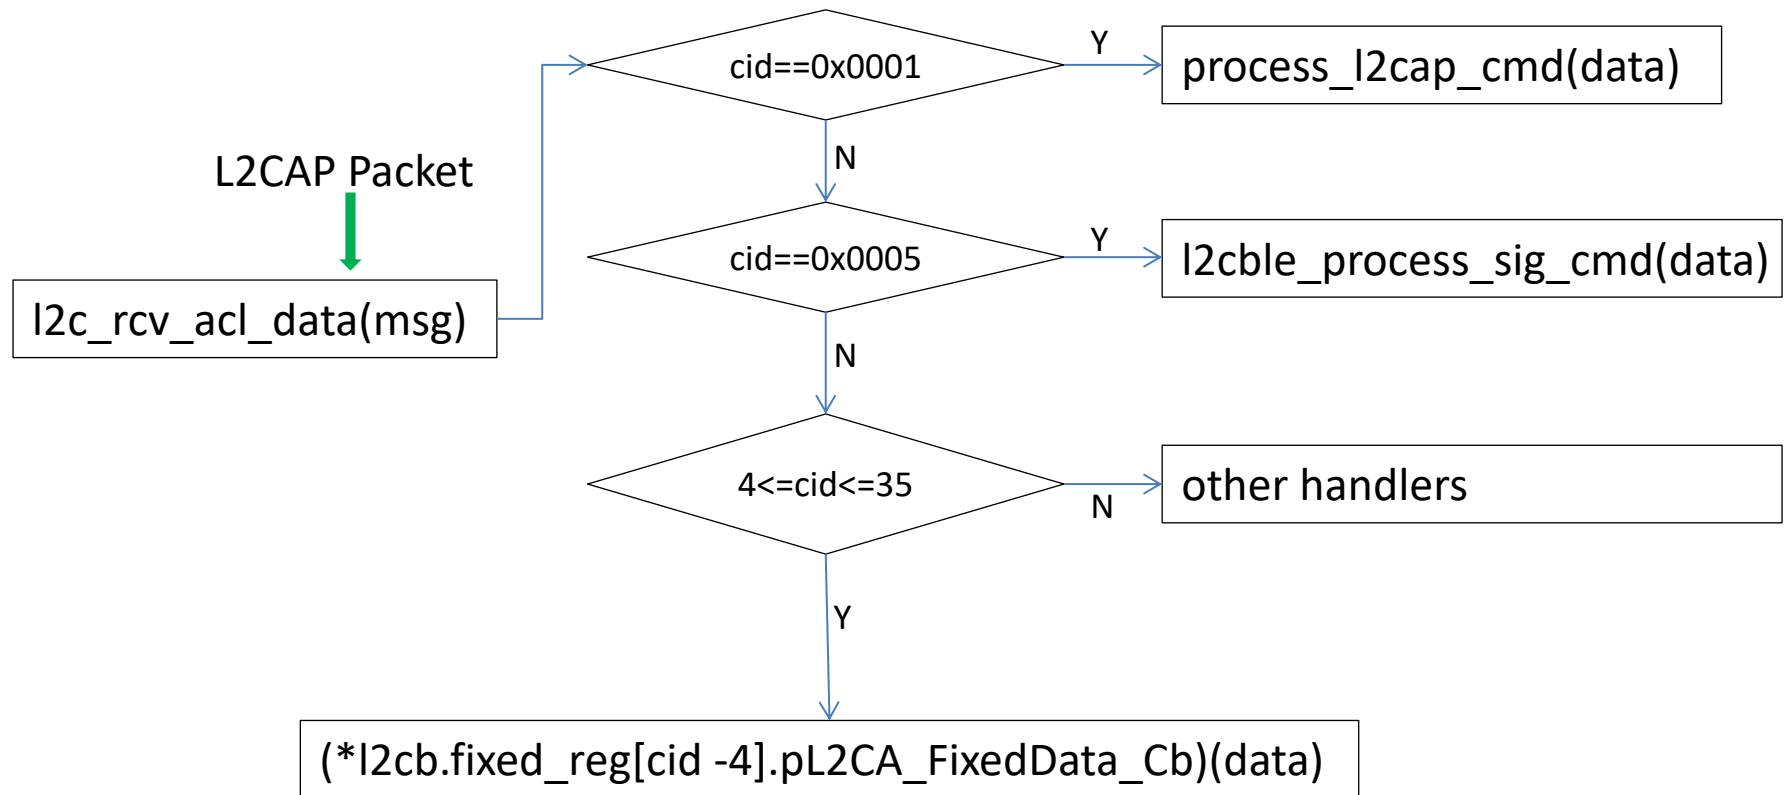 cid==0x0001
Y
process_l2cap_cmd(data)
N
L2CAP Packet
cid==0x0005
Y
l2cble_process_sig_cmd(data)
l2c_rcv_acl_data(msg)
N
4<=cid<=35
N
other handlers
Y
(*l2cb.fixed_reg[cid -4].pL2CA_FixedData_Cb)(data)